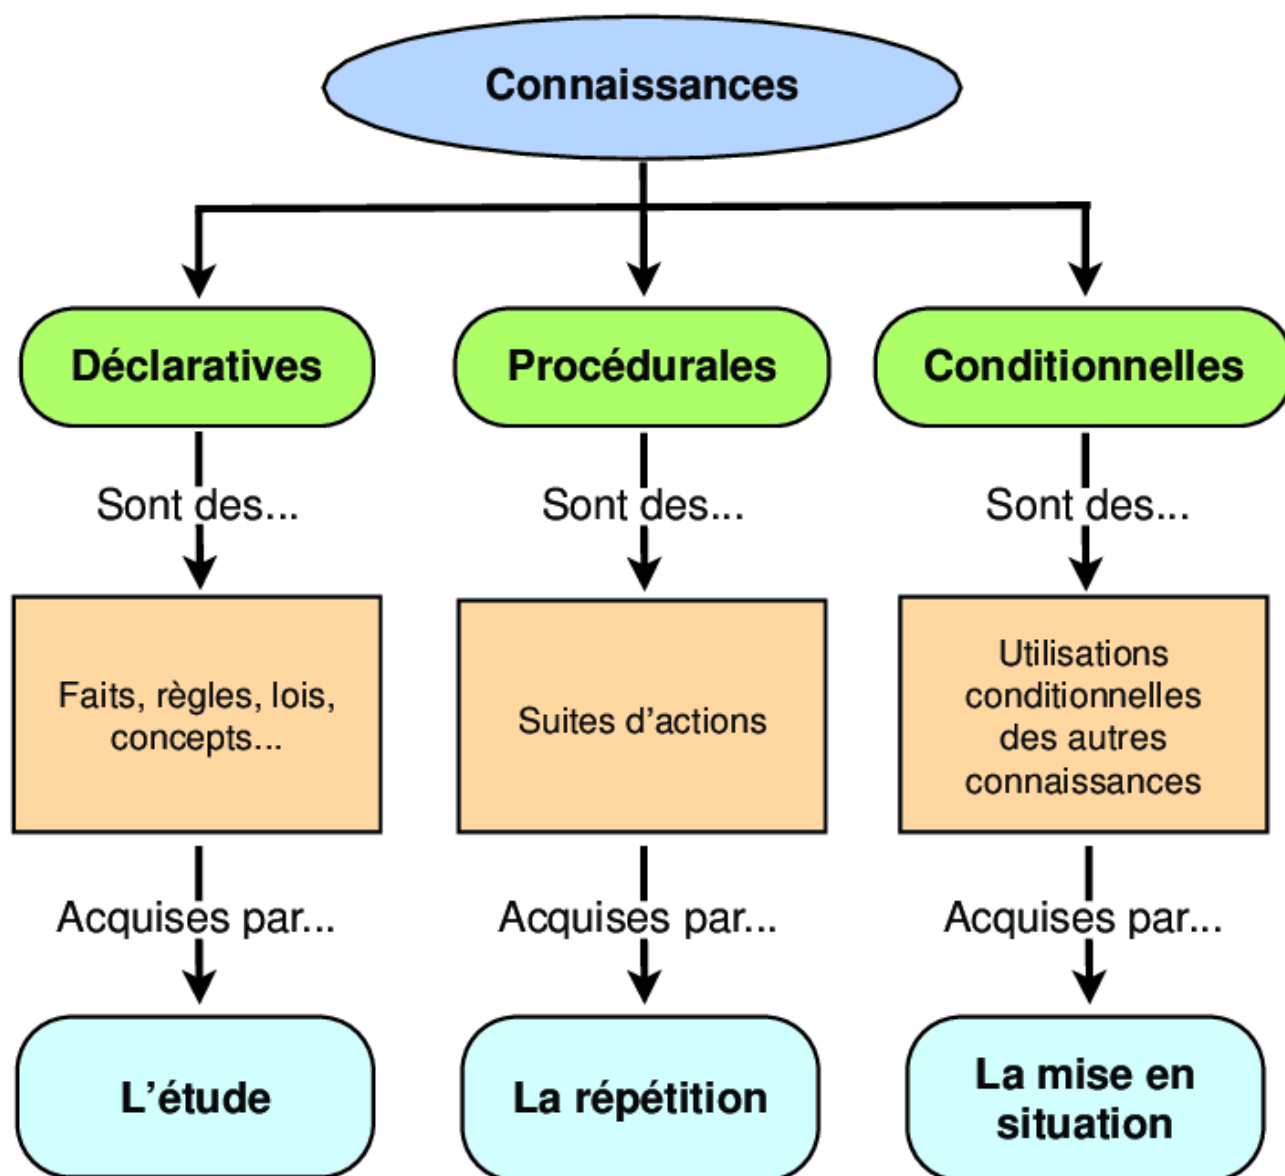 Connaissances
Déclaratives
Procédurales
Conditionnelles
Sont des...
Sont des...
Sont des...
Faits, règles, lois,
concepts...
Suites d'actions
Utilisations
conditionnelles
des autres
connaissances
Acquises par...
Acquises par...
Acquises par...
L'étude
La répétition
La mise en
situation